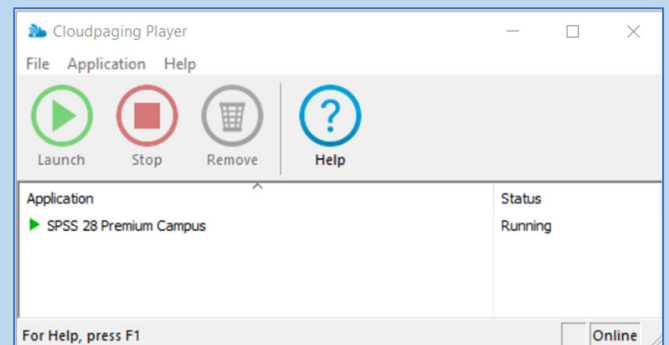 Cloudpaging Player
File Application Help
Launch Stop Remove Help
Application Status
SPSS 28 Premium Campus Running
For Help, press F1 Online